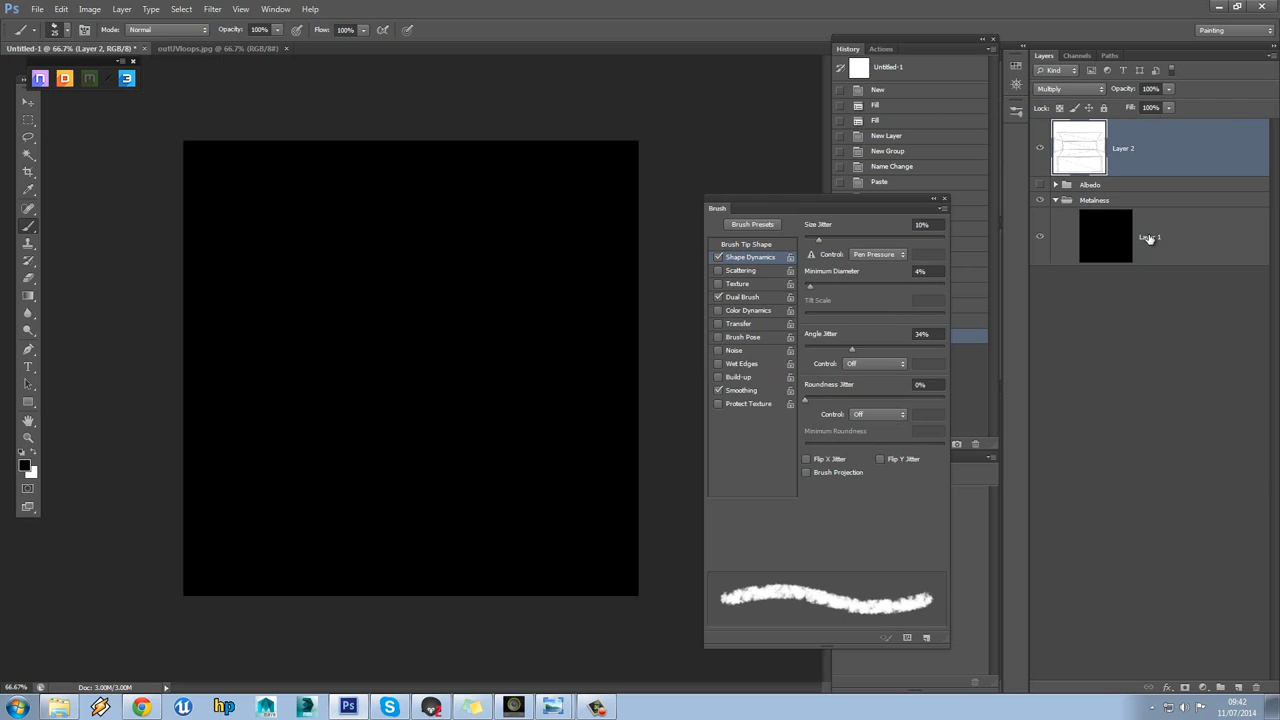 Ps File Edit Image Layer Type Select Filter 3D View Window Help
25 Mode: Normal Opacity: 100% Flow: 100% Painting
Untitled-1 @ 66.7% (Layer 2, RGB/8) * × outUVloops.jpg @ 66.7% (RGB/8#) ×
History Actions
Untitled-1
New
Fill
Fill
New Layer
New Group
Name Change
Paste
Brush
Brush Presets
Brush Tip Shape
Shape Dynamics
Scattering
Texture
Dual Brush
Color Dynamics
Transfer
Brush Pose
Noise
Wet Edges
Build-up
Smoothing
Protect Texture
Size Jitter 10%
Control: Pen Pressure
Minimum Diameter 4%
Tilt Scale
Angle Jitter 34%
Control: Off
Roundness Jitter 0%
Control: Off
Minimum Roundness
Flip X Jitter Flip Y Jitter
Brush Projection
Layers Channels Paths
Kind
Multiply Opacity: 100%
Lock: Fill: 100%
Layer 2
Albedo
Metalness
Layer 1
66.67% Doc: 3.00M/3.00M
09:42
11/07/2014